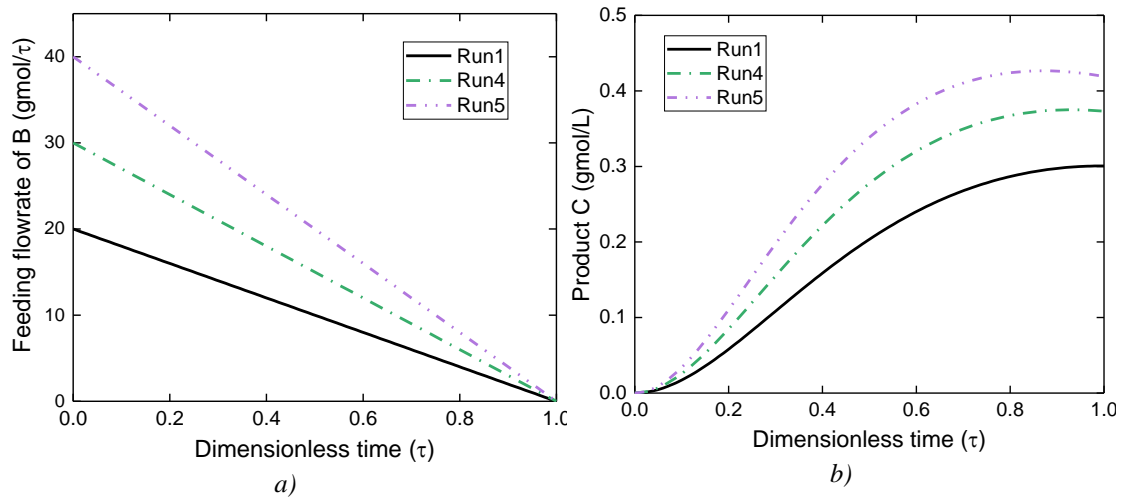 Feeding flowrate of B (gmol/τ)
40
30
20
10
0
0.0 0.2 0.4 0.6 0.8 1.0
Dimensionless time (τ)
Run1
Run4
Run5
a)
Product C (gmol/L)
0.5
0.4
0.3
0.2
0.1
0.0
0.0 0.2 0.4 0.6 0.8 1.0
Dimensionless time (τ)
Run1
Run4
Run5
b)